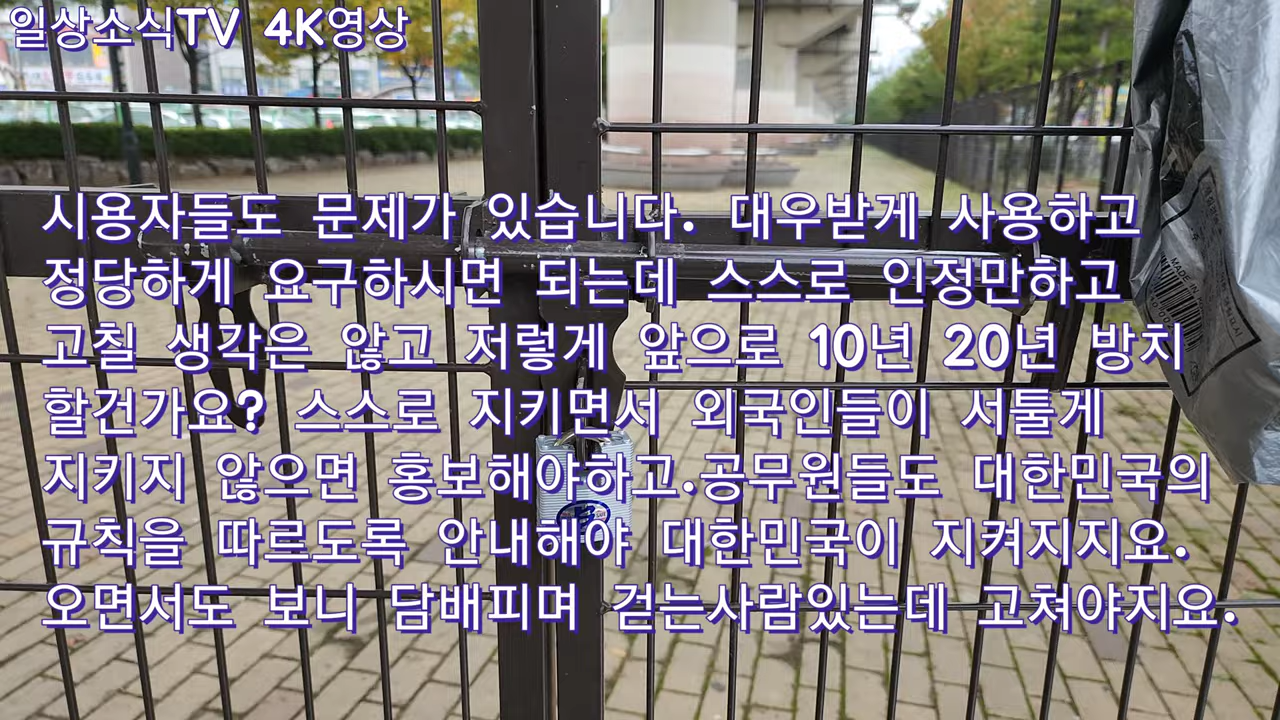 일상소식TV 4K영상
시용자들도 문제가 있습니다. 대우받게 사용하고
정당하게 요구하시면 되는데 스스로 인정만하고
고칠 생각은 않고 저렇게 앞으로 10년 20년 방치
할건가요? 스스로 지키면서 외국인들이 서툴게
지키지 않으면 홍보해야하고.공무원들도 대한민국의
규칙을 따르도록 안내해야 대한민국이 지켜지지요.
오면서도 보니 담배피며 걷는사람있는데 고쳐야지요.